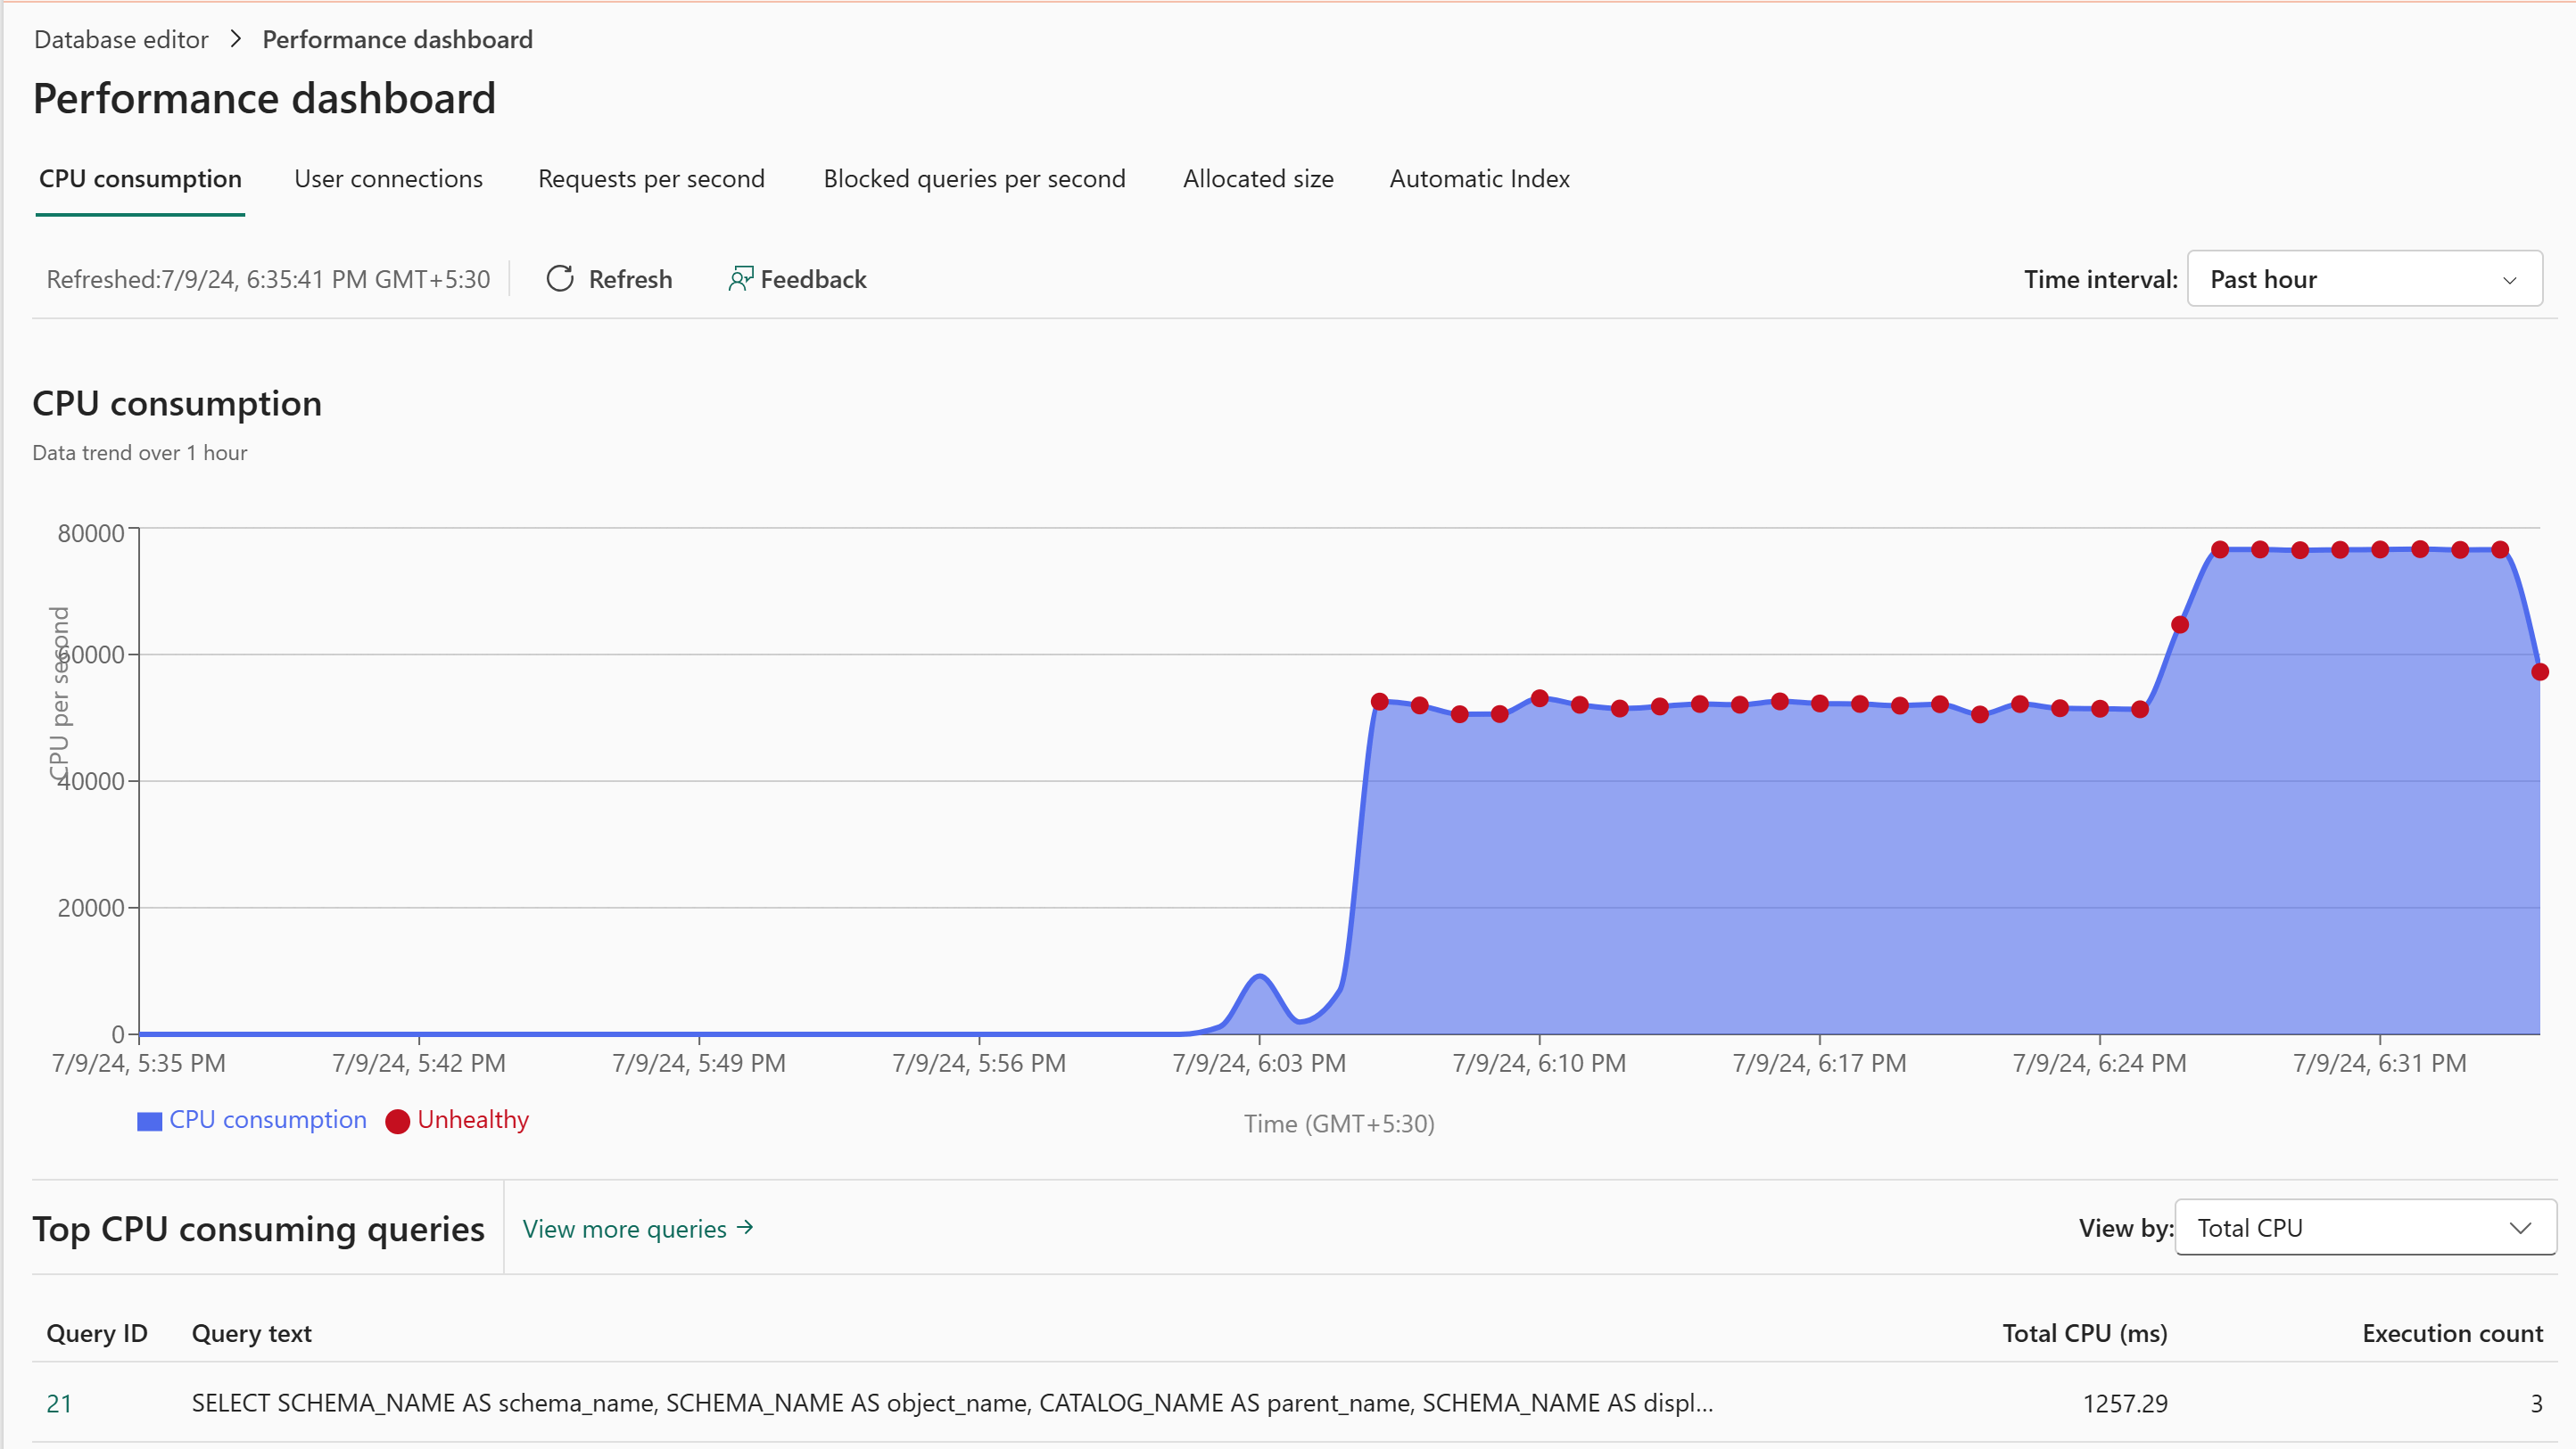 Database editor > Performance dashboard
Performance dashboard
CPU consumption User connections Requests per second Blocked queries per second Allocated size Automatic Index
Refreshed:7/9/24, 6:35:41 PM GMT+5:30 Refresh Feedback Time interval: Past hour
CPU consumption
Data trend over 1 hour
80000
60000
40000
20000
0
CPU per second
7/9/24, 5:35 PM 7/9/24, 5:42 PM 7/9/24, 5:49 PM 7/9/24, 5:56 PM 7/9/24, 6:03 PM 7/9/24, 6:10 PM 7/9/24, 6:17 PM 7/9/24, 6:24 PM 7/9/24, 6:31 PM
CPU consumption Unhealthy Time (GMT+5:30)
Top CPU consuming queries View more queries → View by: Total CPU
Query ID Query text Total CPU (ms) Execution count
21 SELECT SCHEMA_NAME AS schema_name, SCHEMA_NAME AS object_name, CATALOG_NAME AS parent_name, SCHEMA_NAME AS displ... 1257.29 3